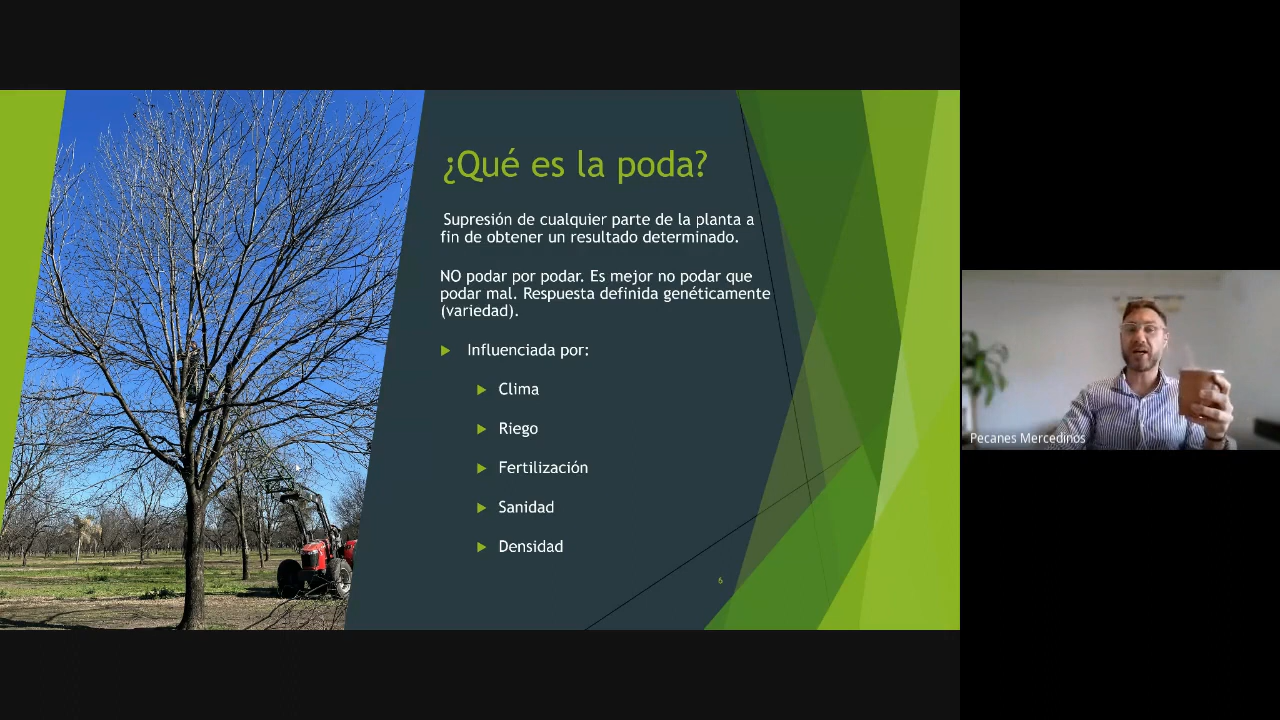 ¿Qué es la poda?
Supresión de cualquier parte de la planta a
fin de obtener un resultado determinado.
NO podar por podar. Es mejor no podar que
podar mal. Respuesta definida genéticamente
(variedad).
Influenciada por:
Clima
Riego
Fertilización
Sanidad
Densidad
6
Pecanes Mercedinos